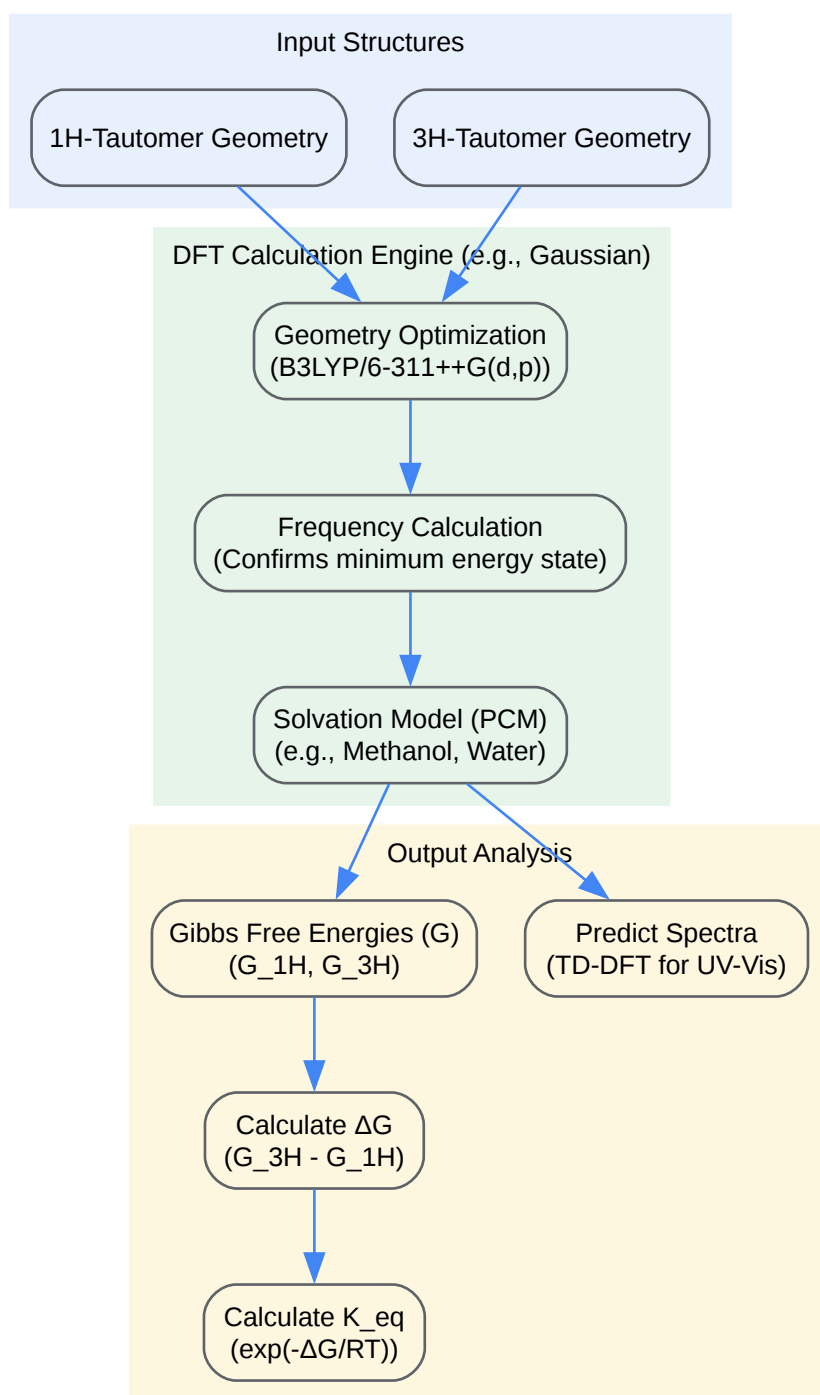 Input Structures
1H-Tautomer Geometry
3H-Tautomer Geometry
DFT Calculation Engine (e.g., Gaussian)
Geometry Optimization
(B3LYP/6-311++G(d,p))
Frequency Calculation
(Confirms minimum energy state)
Solvation Model (PCM)
(e.g., Methanol, Water)
Output Analysis
Gibbs Free Energies (G)
(G_1H, G_3H)
Predict Spectra
(TD-DFT for UV-Vis)
Calculate ΔG
(G_3H - G_1H)
Calculate K_eq
(exp(-ΔG/RT))